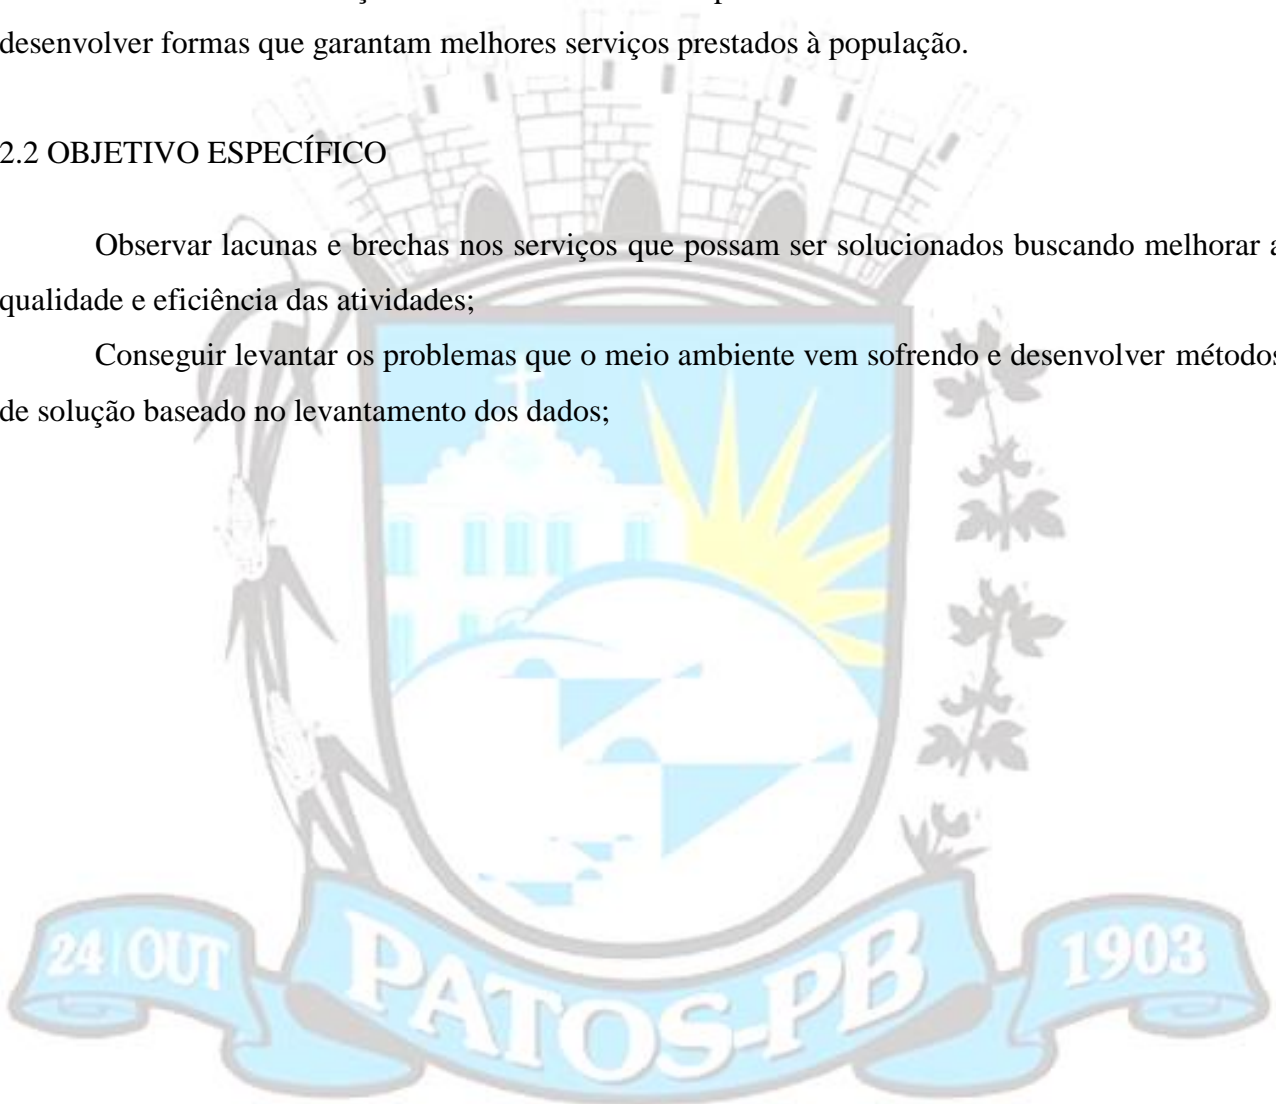 desenvolver formas que garantam melhores serviços prestados à população.
2.2 OBJETIVO ESPECÍFICO
Observar lacunas e brechas nos serviços que possam ser solucionados buscando melhorar a
qualidade e eficiência das atividades;
Conseguir levantar os problemas que o meio ambiente vem sofrendo e desenvolver métodos
de solução baseado no levantamento dos dados;
24 OUT
PATOS-PB
1903